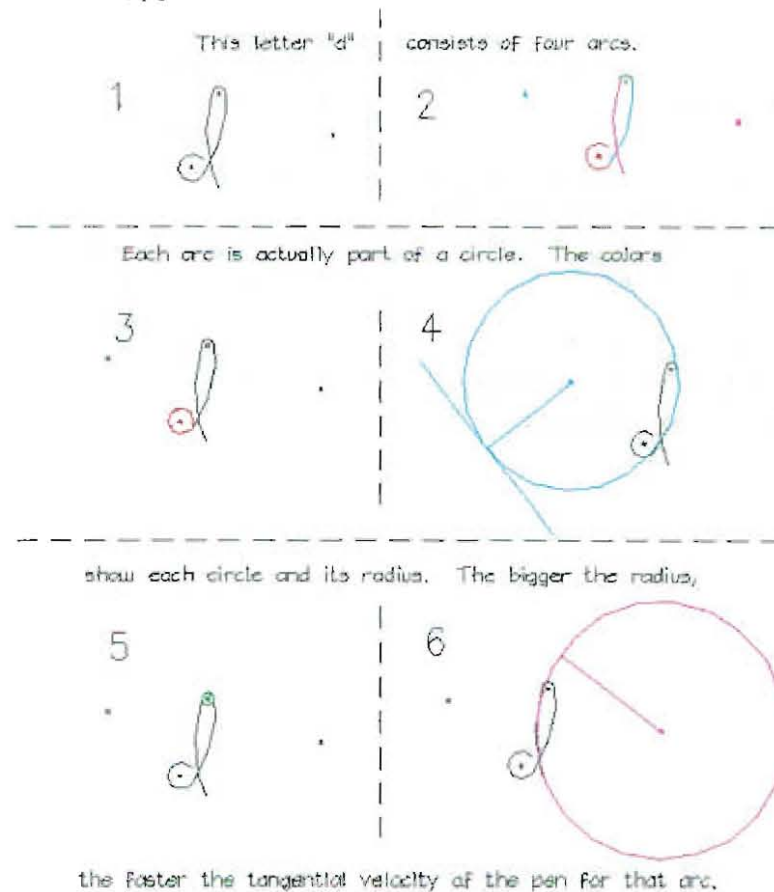 This letter "d" consists of four arcs.
1 2
Each arc is actually part of a circle. The colors
3 4
show each circle and its radius. The bigger the radius,
5 6
the faster the tangential velocity of the pen for that arc.